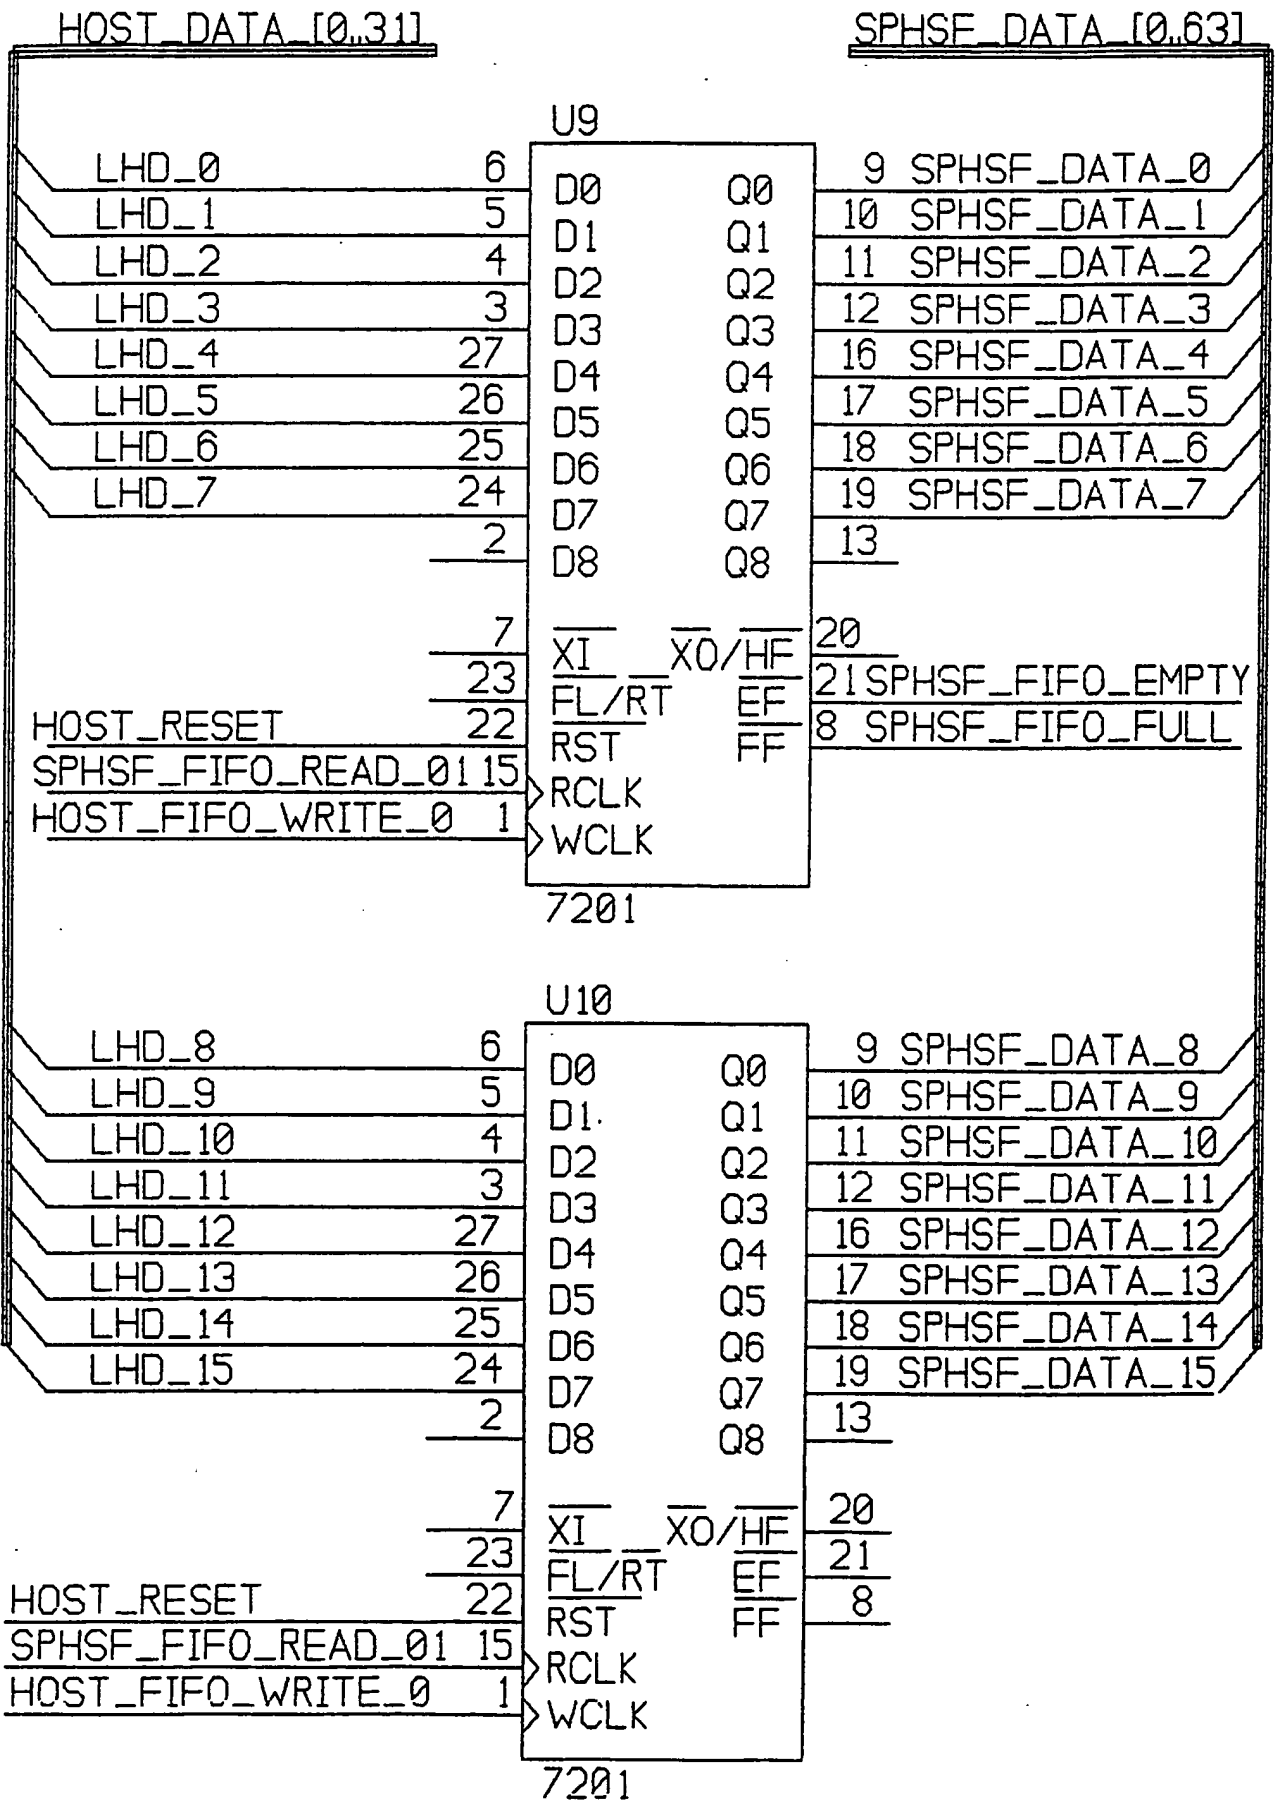 HOST_DATA_[0..31] SPHSF_DATA_[0..63]
U9
LHD_0 6 D0 Q0 9 SPHSF_DATA_0
LHD_1 5 D1 Q1 10 SPHSF_DATA_1
LHD_2 4 D2 Q2 11 SPHSF_DATA_2
LHD_3 3 D3 Q3 12 SPHSF_DATA_3
LHD_4 27 D4 Q4 16 SPHSF_DATA_4
LHD_5 26 D5 Q5 17 SPHSF_DATA_5
LHD_6 25 D6 Q6 18 SPHSF_DATA_6
LHD_7 24 D7 Q7 19 SPHSF_DATA_7
2 D8 Q8 13
7 XI XO/HF 20
23 FL/RT EF 21 SPHSF_FIFO_EMPTY
HOST_RESET 22 RST FF 8 SPHSF_FIFO_FULL
SPHSF_FIFO_READ_01 15 RCLK
HOST_FIFO_WRITE_0 1 WCLK
7201
U10
LHD_8 6 D0 Q0 9 SPHSF_DATA_8
LHD_9 5 D1 Q1 10 SPHSF_DATA_9
LHD_10 4 D2 Q2 11 SPHSF_DATA_10
LHD_11 3 D3 Q3 12 SPHSF_DATA_11
LHD_12 27 D4 Q4 16 SPHSF_DATA_12
LHD_13 26 D5 Q5 17 SPHSF_DATA_13
LHD_14 25 D6 Q6 18 SPHSF_DATA_14
LHD_15 24 D7 Q7 19 SPHSF_DATA_15
2 D8 Q8 13
7 XI XO/HF 20
23 FL/RT EF 21
HOST_RESET 22 RST FF 8
SPHSF_FIFO_READ_01 15 RCLK
HOST_FIFO_WRITE_0 1 WCLK
7201